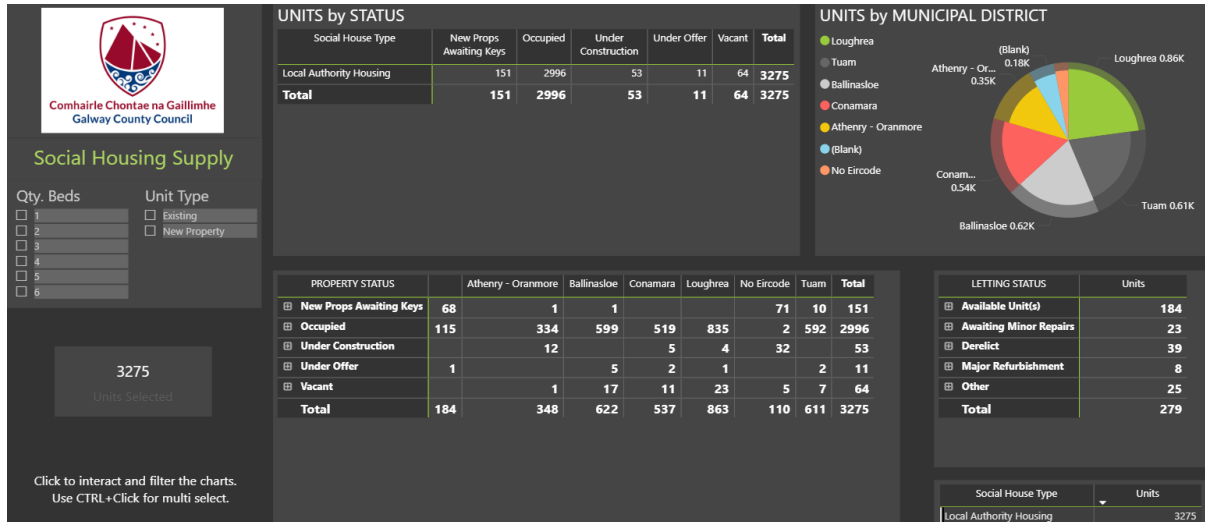 Comhairle Chontae na Gaillimhe
Galway County Council
Social Housing Supply
Qty. Beds
1
2
3
4
5
6
Unit Type
Existing
New Property
3275
Units Selected
Click to interact and filter the charts.
Use CTRL+Click for multi select.
UNITS by STATUS
Social House Type New Props Awaiting Keys Occupied Under Construction Under Offer Vacant Total
Local Authority Housing 151 2996 53 11 64 3275
Total 151 2996 53 11 64 3275
UNITS by MUNICIPAL DISTRICT
Loughrea
Tuam
Ballinasloe
Conamara
Athenry - Oranmore
(Blank)
No Eircode
(Blank)
0.18K
Loughrea 0.86K
Athenry - Or...
0.35K
Conam...
0.54K
Tuam 0.61K
Ballinasloe 0.62K
PROPERTY STATUS Athenry - Oranmore Ballinasloe Conamara Loughrea No Eircode Tuam Total
New Props Awaiting Keys 68 1 1 71 10 151
Occupied 115 334 599 519 835 2 592 2996
Under Construction 12 5 4 32 53
Under Offer 1 5 2 1 2 11
Vacant 1 17 11 23 5 7 64
Total 184 348 622 537 863 110 611 3275
LETTING STATUS Units
Available Unit(s) 184
Awaiting Minor Repairs 23
Derelict 39
Major Refurbishment 8
Other 25
Total 279
Social House Type Units
Local Authority Housing 3275